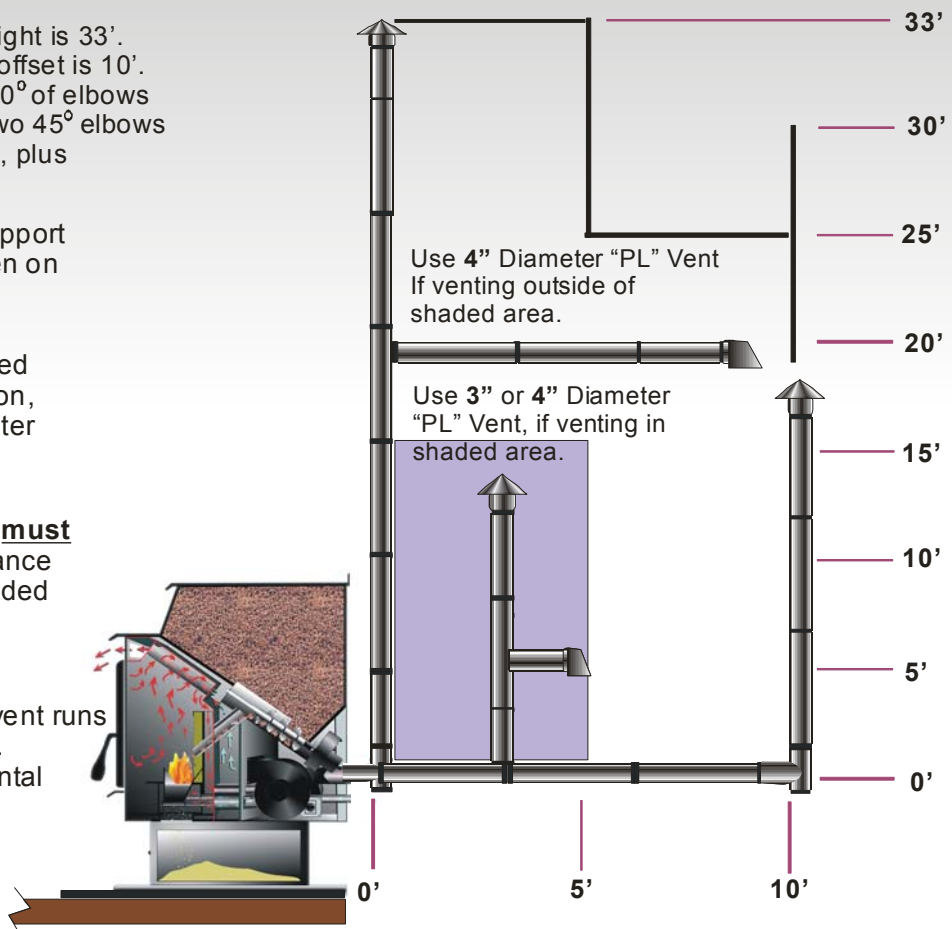 ight is 33’.
offset is 10’.
0° of elbows
wo 45° elbows
, plus
pport
en on
ed
on,
ter
must
ance
ded
vent runs
ntal
Use 4” Diameter “PL” Vent
If venting outside of
shaded area.
Use 3” or 4” Diameter
“PL” Vent, if venting in
shaded area.
33’
30’
25’
20’
15’
10’
5’
0’
0’
5’
10’